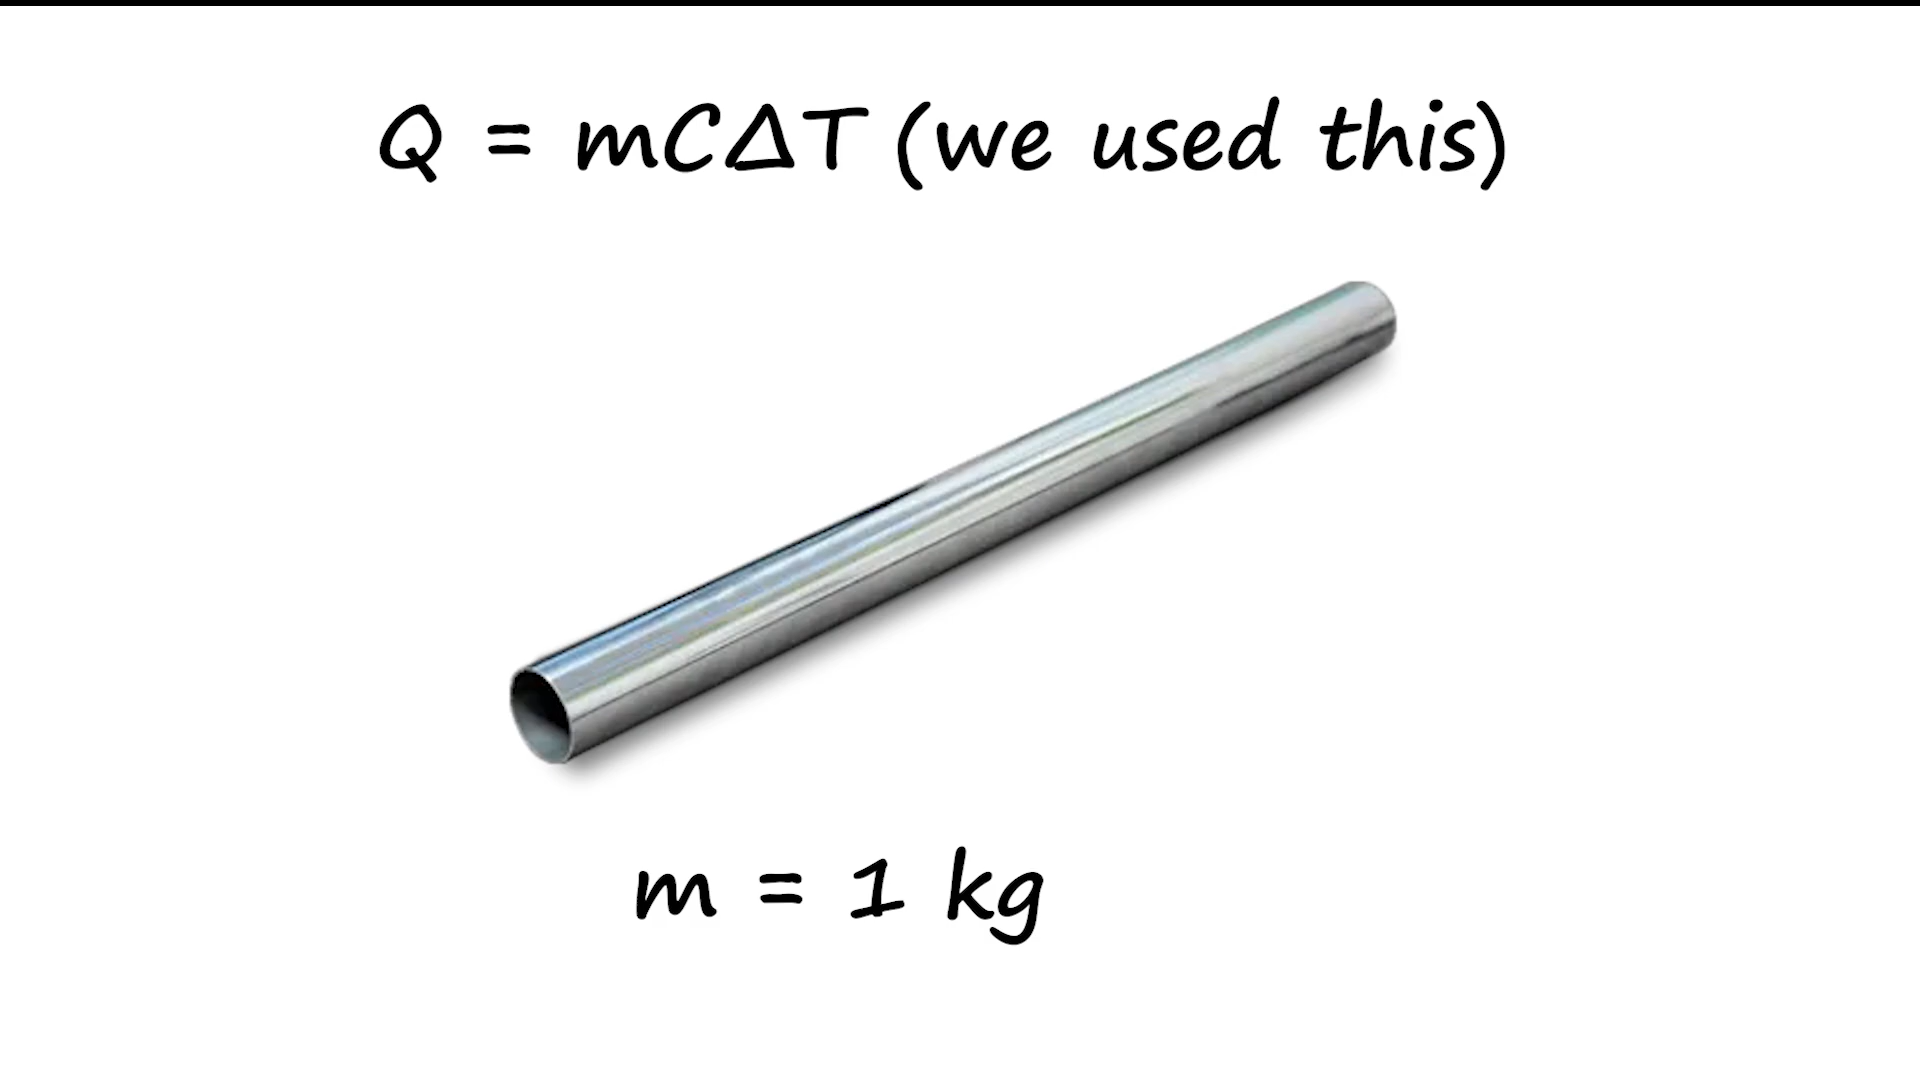 Q = mCΔT (we used this)
m = 1 kg